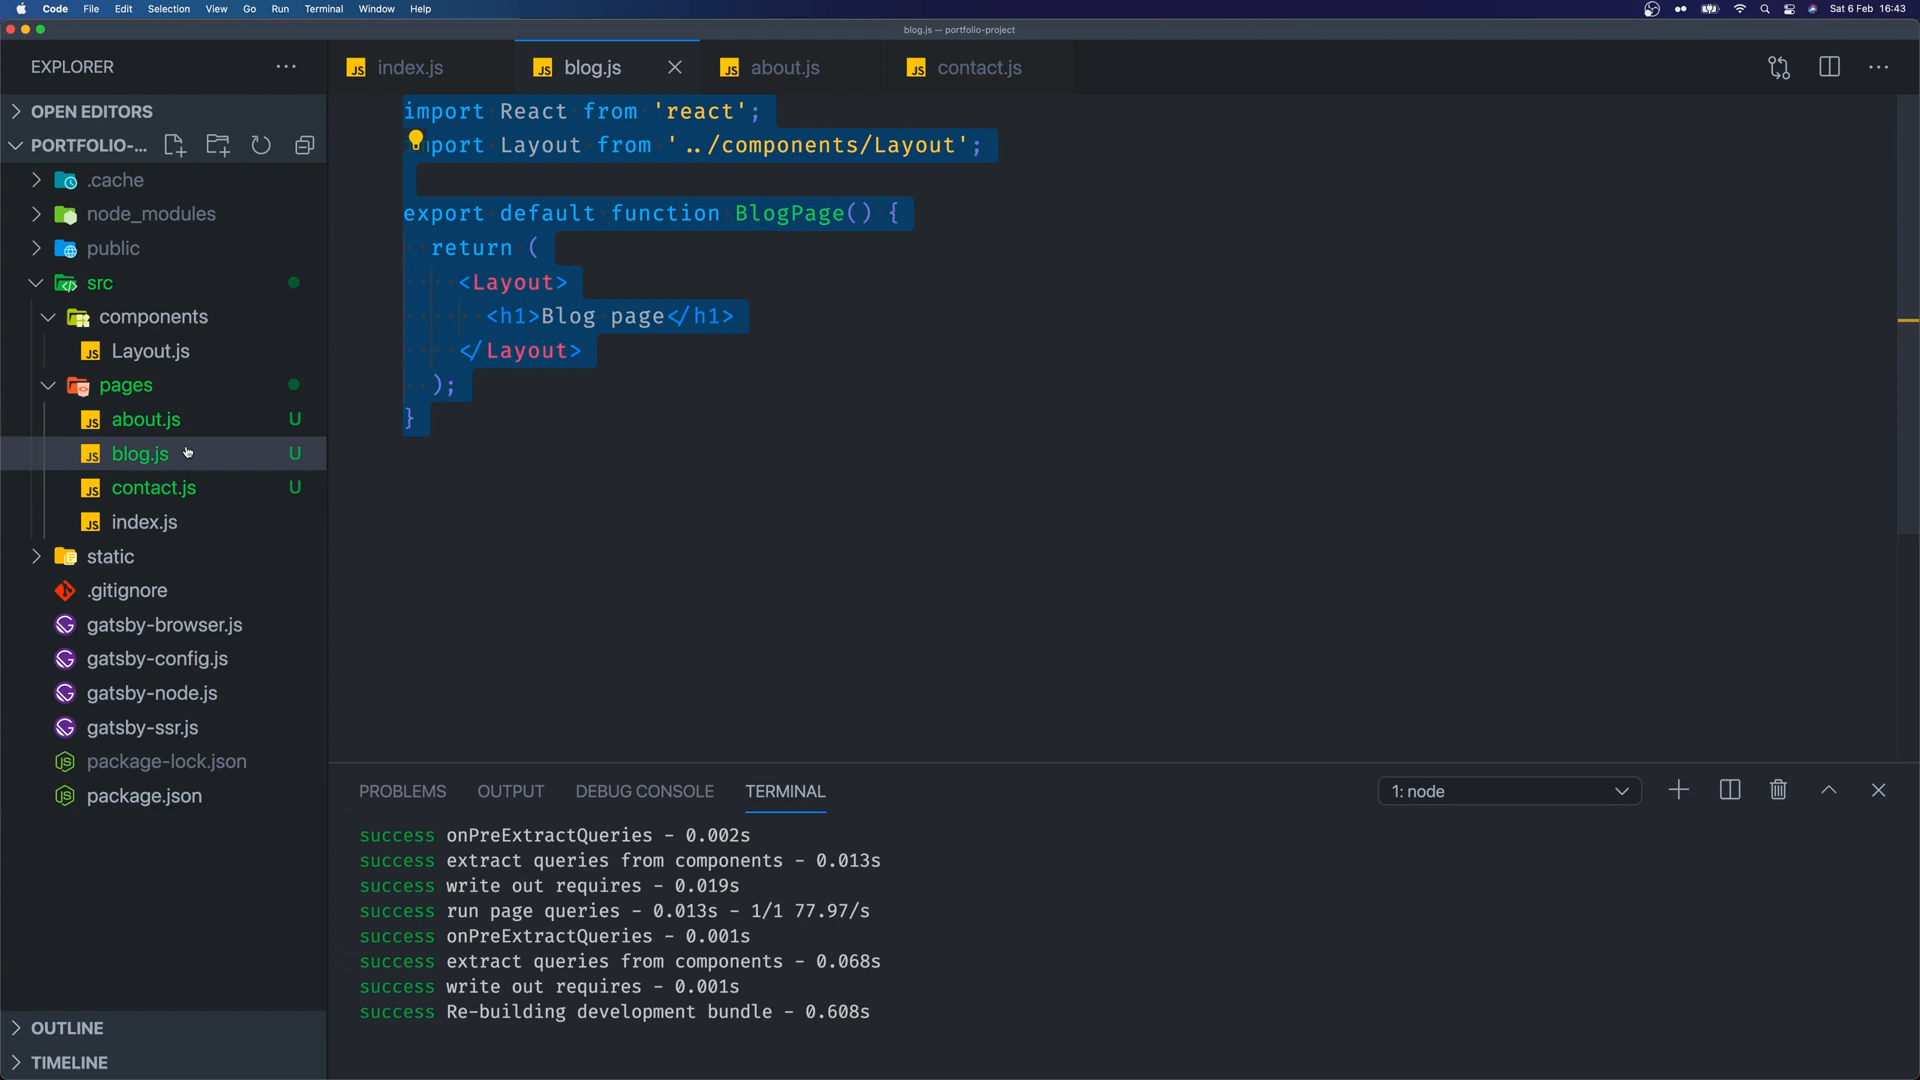 Code File Edit Selection View Go Run Terminal Window Help
Sat 6 Feb 16:43
blog.js — portfolio-project
EXPLORER
index.js
blog.js
about.js
contact.js
OPEN EDITORS
PORTFOLIO-...
.cache
node_modules
public
src
components
Layout.js
pages
about.js U
blog.js U
contact.js U
index.js
static
.gitignore
gatsby-browser.js
gatsby-config.js
gatsby-node.js
gatsby-ssr.js
package-lock.json
package.json
OUTLINE
TIMELINE
import React from 'react';
port Layout from '../components/Layout';
export default function BlogPage() {
return (
<Layout>
<h1>Blog page</h1>
</Layout>
);
}
PROBLEMS OUTPUT DEBUG CONSOLE TERMINAL
1: node
success onPreExtractQueries - 0.002s
success extract queries from components - 0.013s
success write out requires - 0.019s
success run page queries - 0.013s - 1/1 77.97/s
success onPreExtractQueries - 0.001s
success extract queries from components - 0.068s
success write out requires - 0.001s
success Re-building development bundle - 0.608s